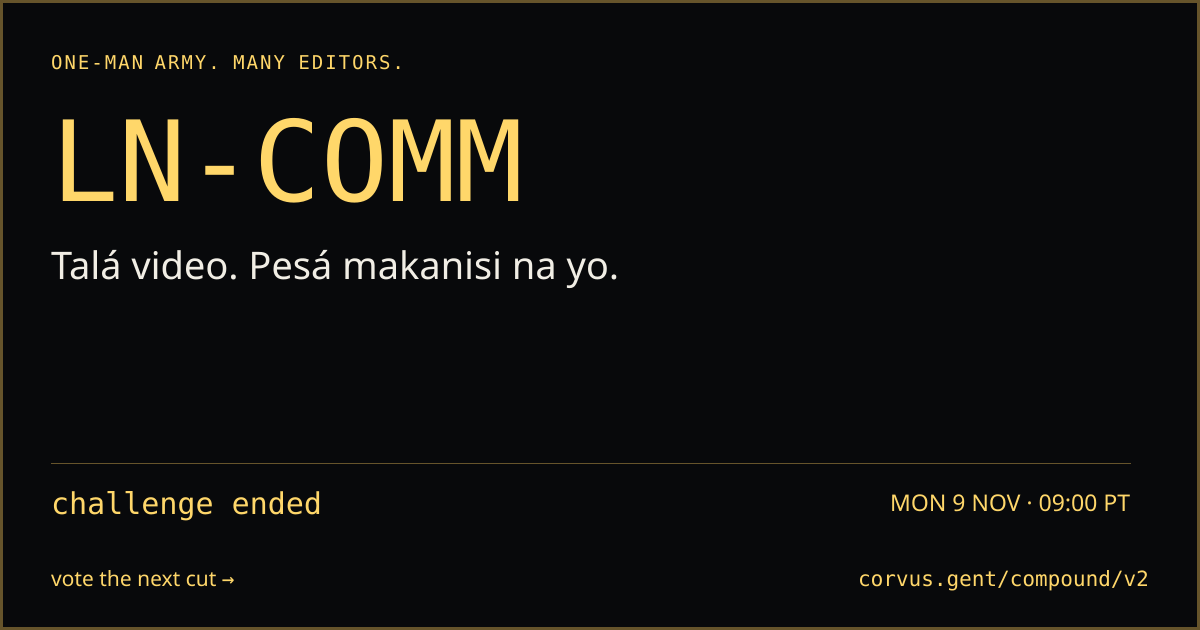 ONE-MAN ARMY. MANY EDITORS.
LN-COMM
Talá video. Pesá makanisi na yo.
challenge ended
MON 9 NOV · 09:00 PT
vote the next cut →
corvus.gent/compound/v2